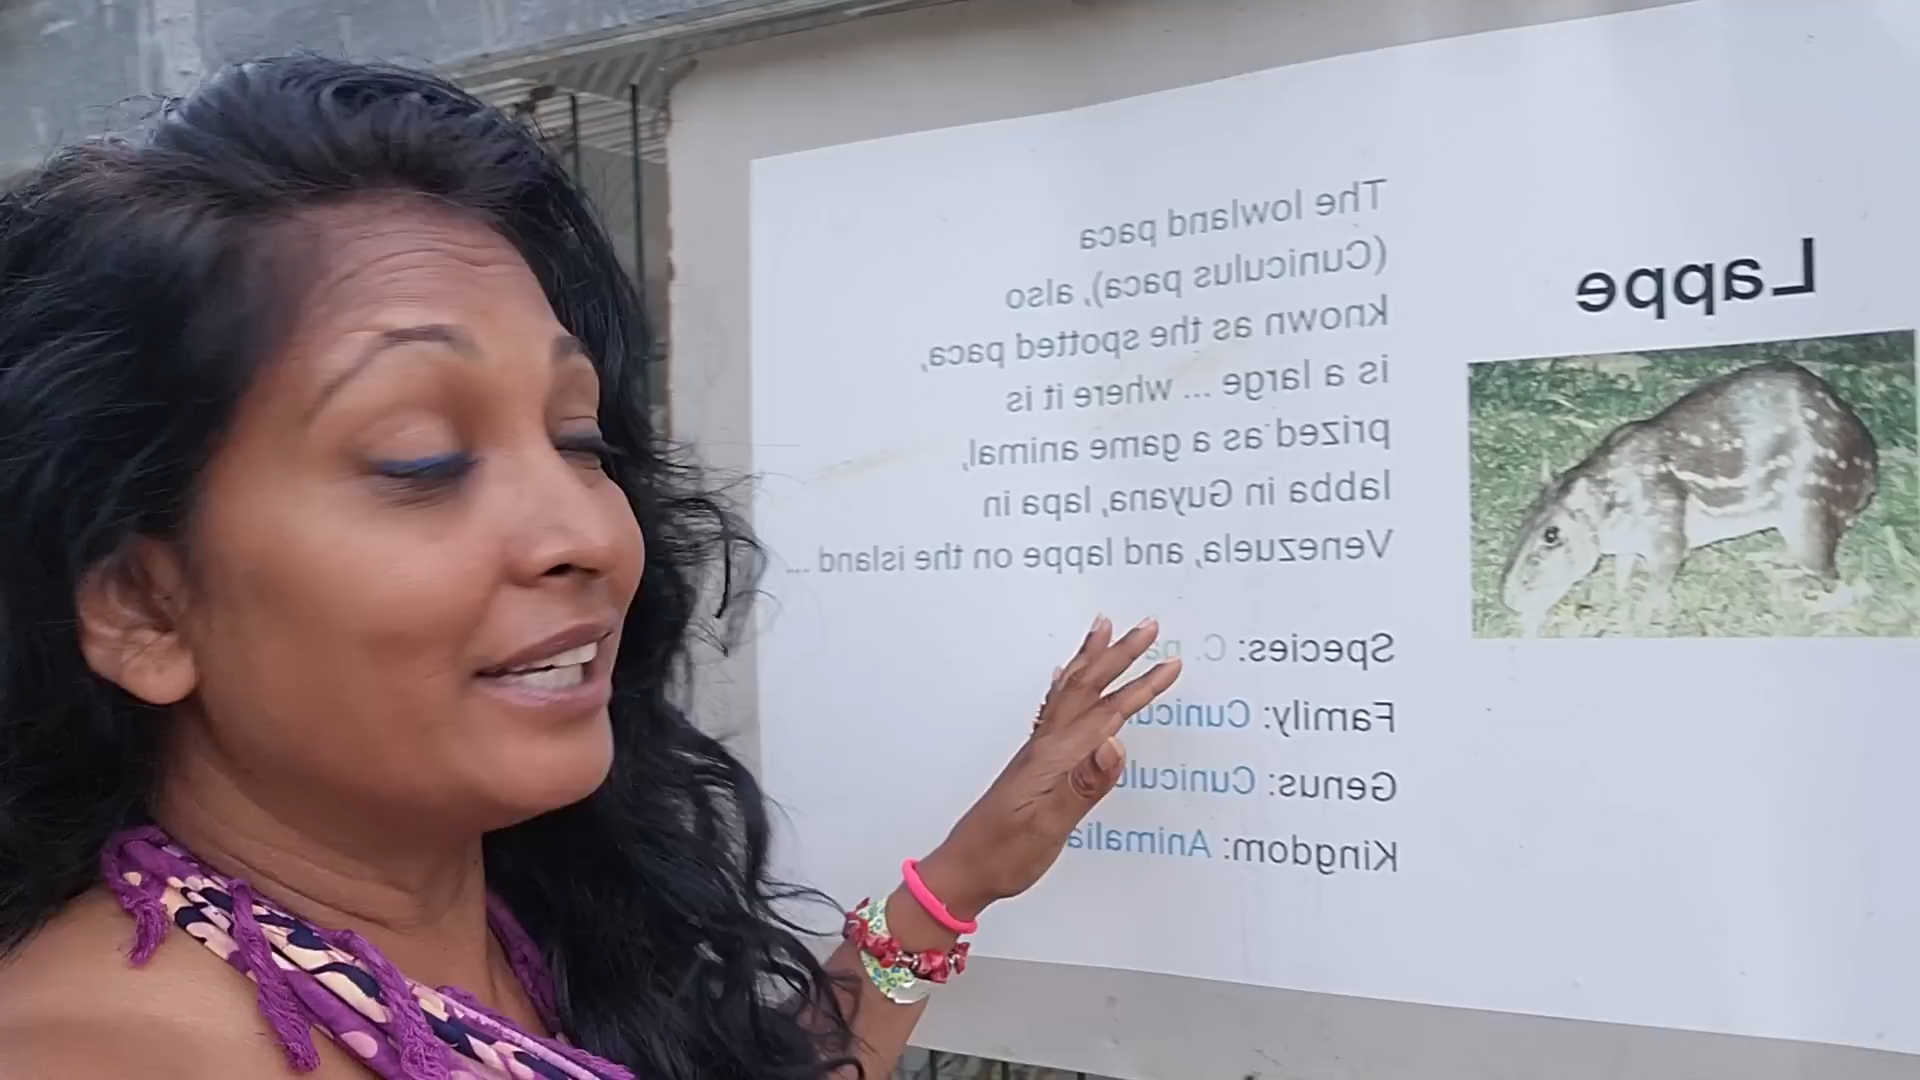 Lappe
The lowland paca
(Cuniculus paca), also
known as the spotted paca,
is a large ... where it is
prized as a game animal,
labba in Guyana, lapa in
Venezuela, and lappe on the island ...
Species: C.
Family:
Genus:
Kingdom: Animalia